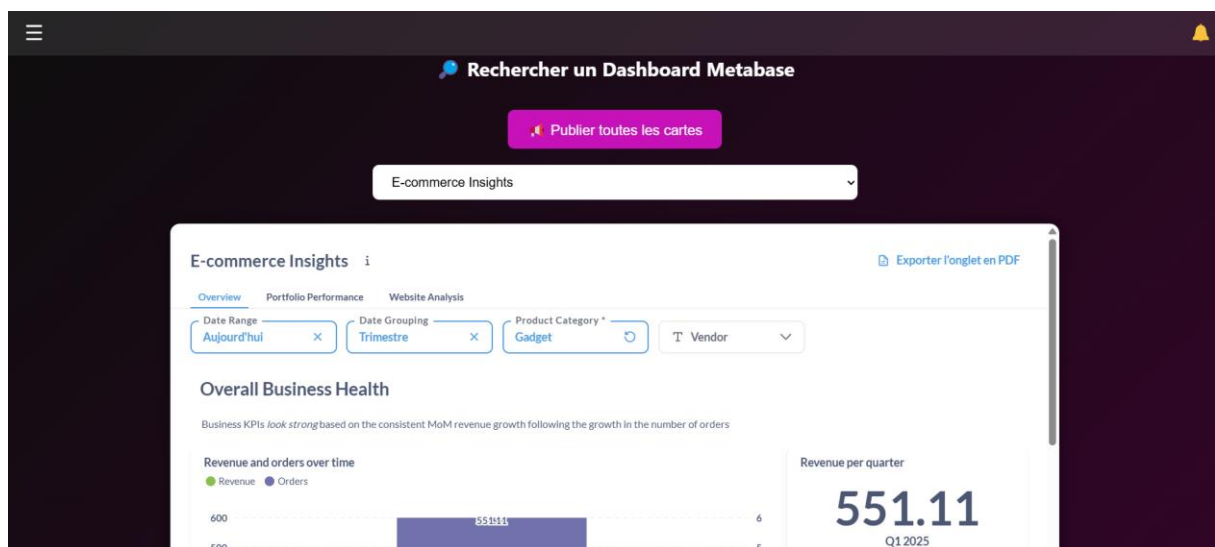 Rechercher un Dashboard Metabase
Publier toutes les cartes
E-commerce Insights
E-commerce Insights i
Exporter l'onglet en PDF
Overview Portfolio Performance Website Analysis
Date Range Date Grouping Product Category *
Aujourd'hui × Trimestre × Gadget T Vendor
Overall Business Health
Business KPIs look strong based on the consistent MoM revenue growth following the growth in the number of orders
Revenue and orders over time
Revenue Orders
600 6
Revenue per quarter
551.11
Q1 2025